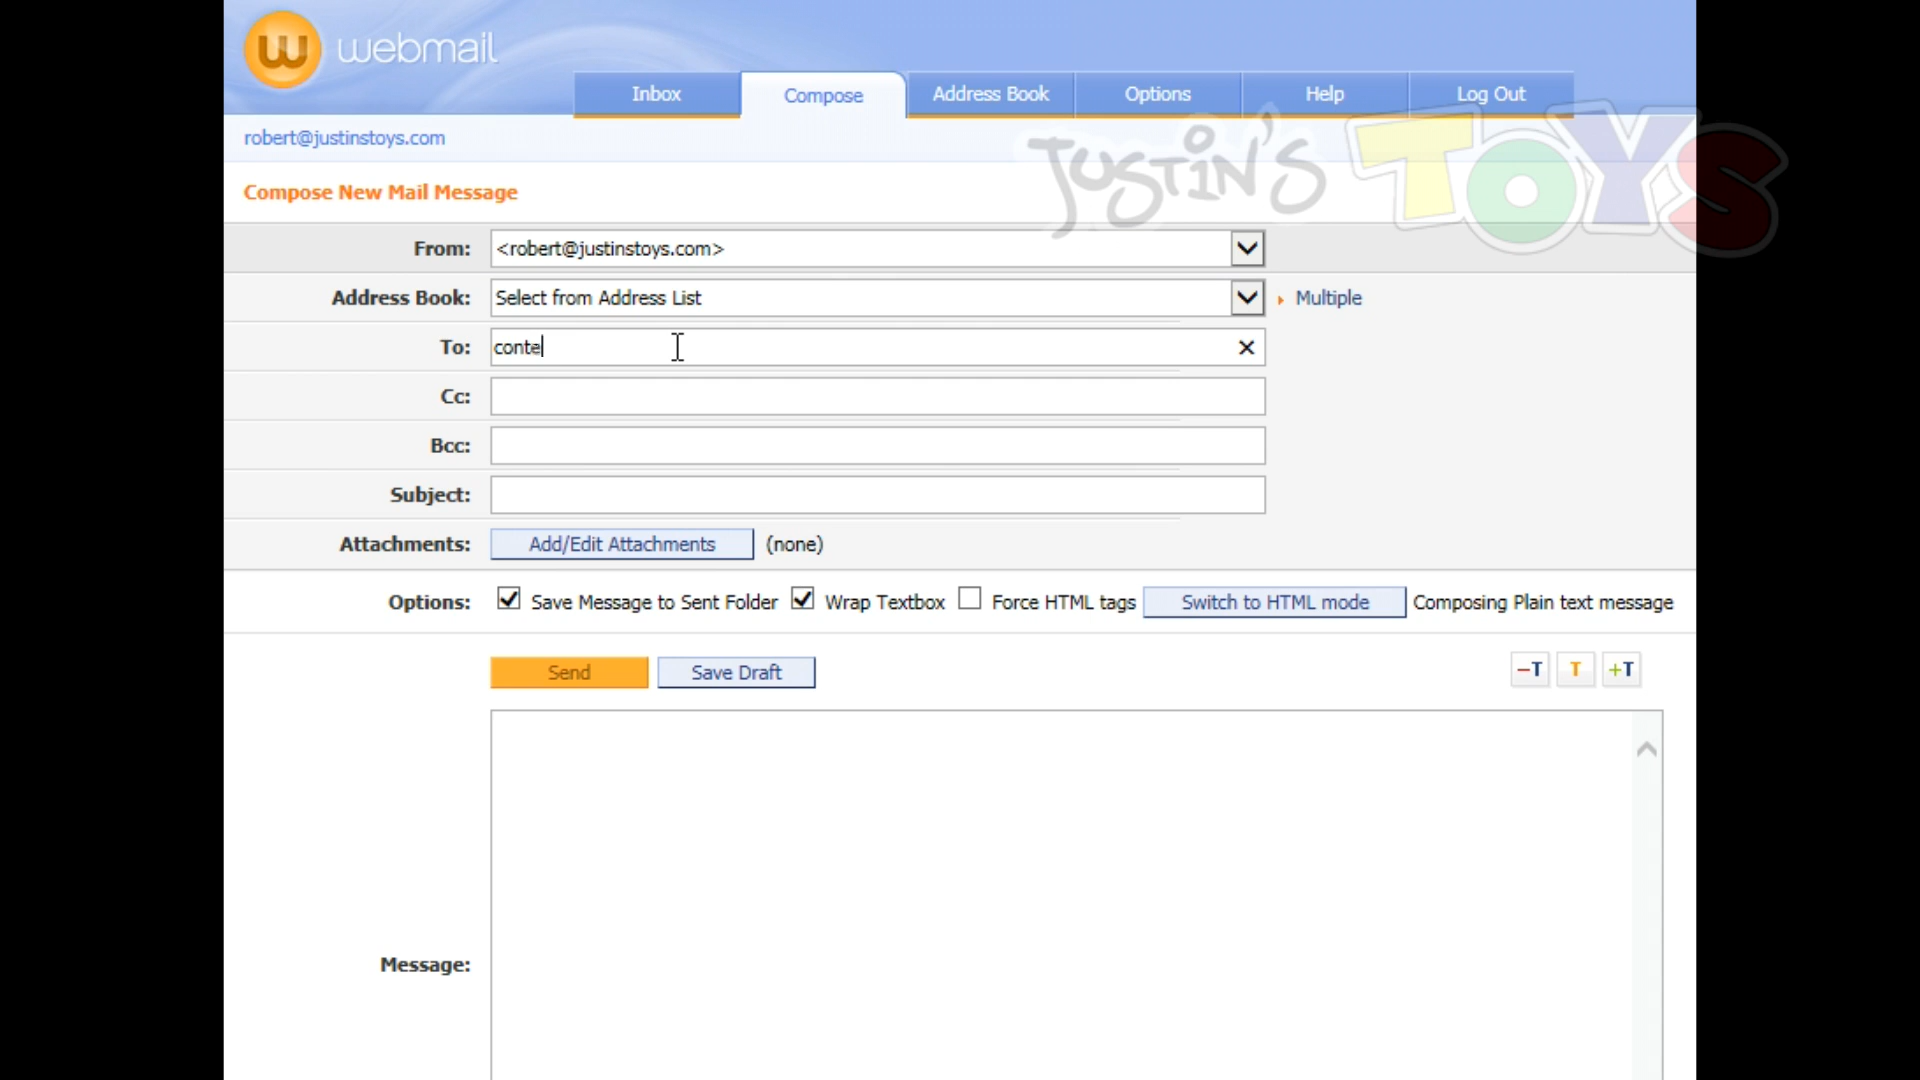 webmail
Inbox
Compose
Address Book
Options
Help
Log Out
robert@justinstoys.com
JUSTIN'S TOYS
Compose New Mail Message
From: <robert@justinstoys.com>
Address Book: Select from Address List Multiple
To: conte
Cc:
Bcc:
Subject:
Attachments: Add/Edit Attachments (none)
Options: Save Message to Sent Folder Wrap Textbox Force HTML tags Switch to HTML mode Composing Plain text message
Send Save Draft -T T +T
Message: